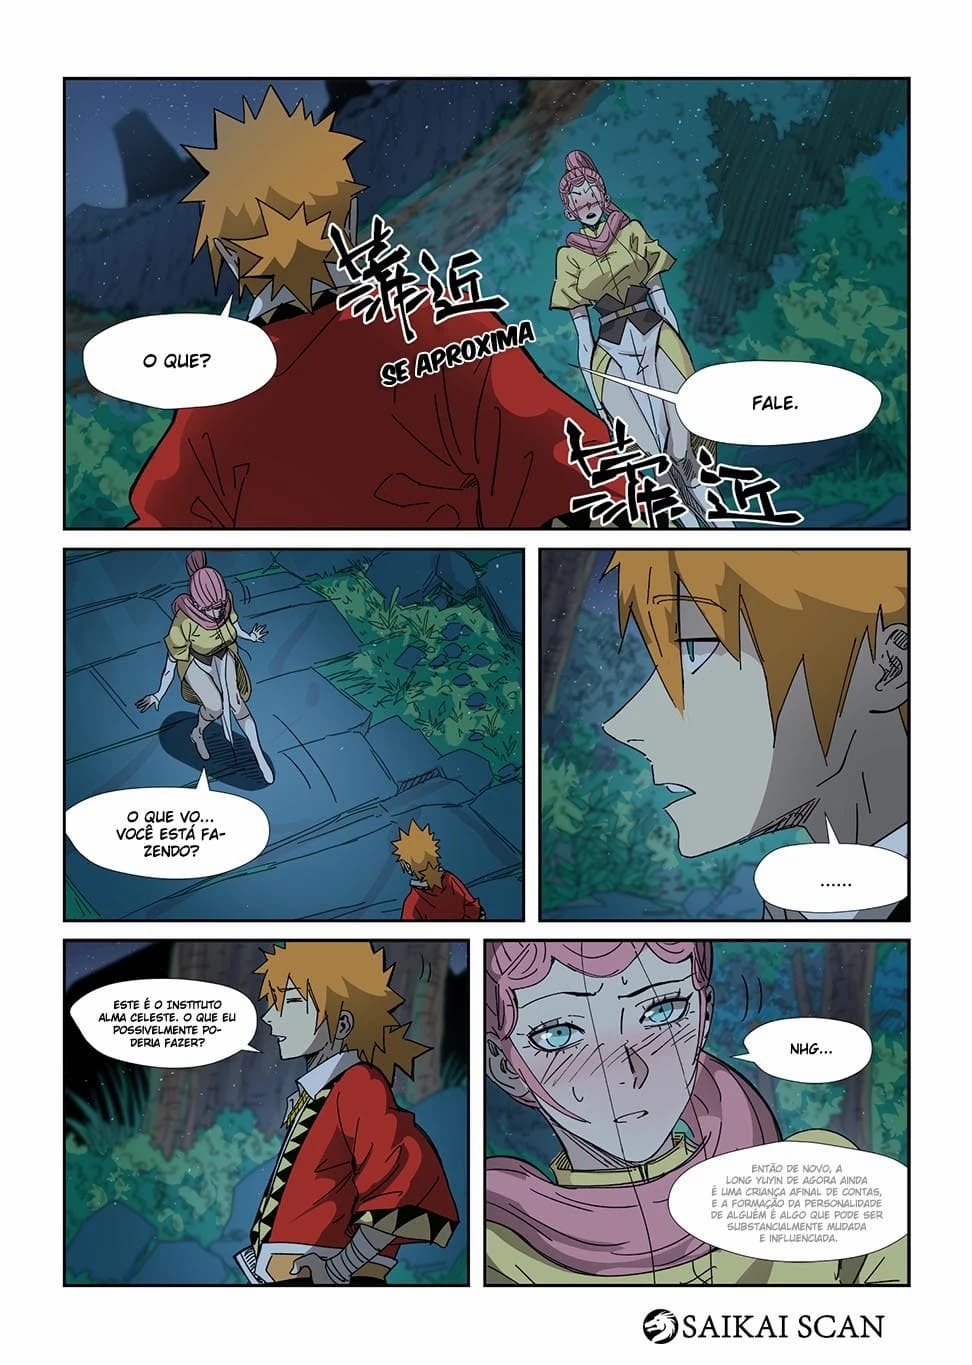 靠近
SE APROXIMA
O QUE?
FALE.
靠近
O QUE VO...
VOCÊ ESTÁ FA-
ZENDO?
......
ESTE É O INSTITUTO
ALMA CELESTE. O QUE EU
POSSIVELMENTE PO-
DERIA FAZER?
NHG...
ENTÃO DE NOVO, A
LONG YUYIN DE AGORA AINDA
É UMA CRIANÇA AFINAL DE CONTAS,
E A FORMAÇÃO DA PERSONALIDADE
DE ALGUÉM É ALGO QUE PODE SER
SUBSTANCIALMENTE MUDADA
E INFLUENCIADA.
SAIKAI SCAN